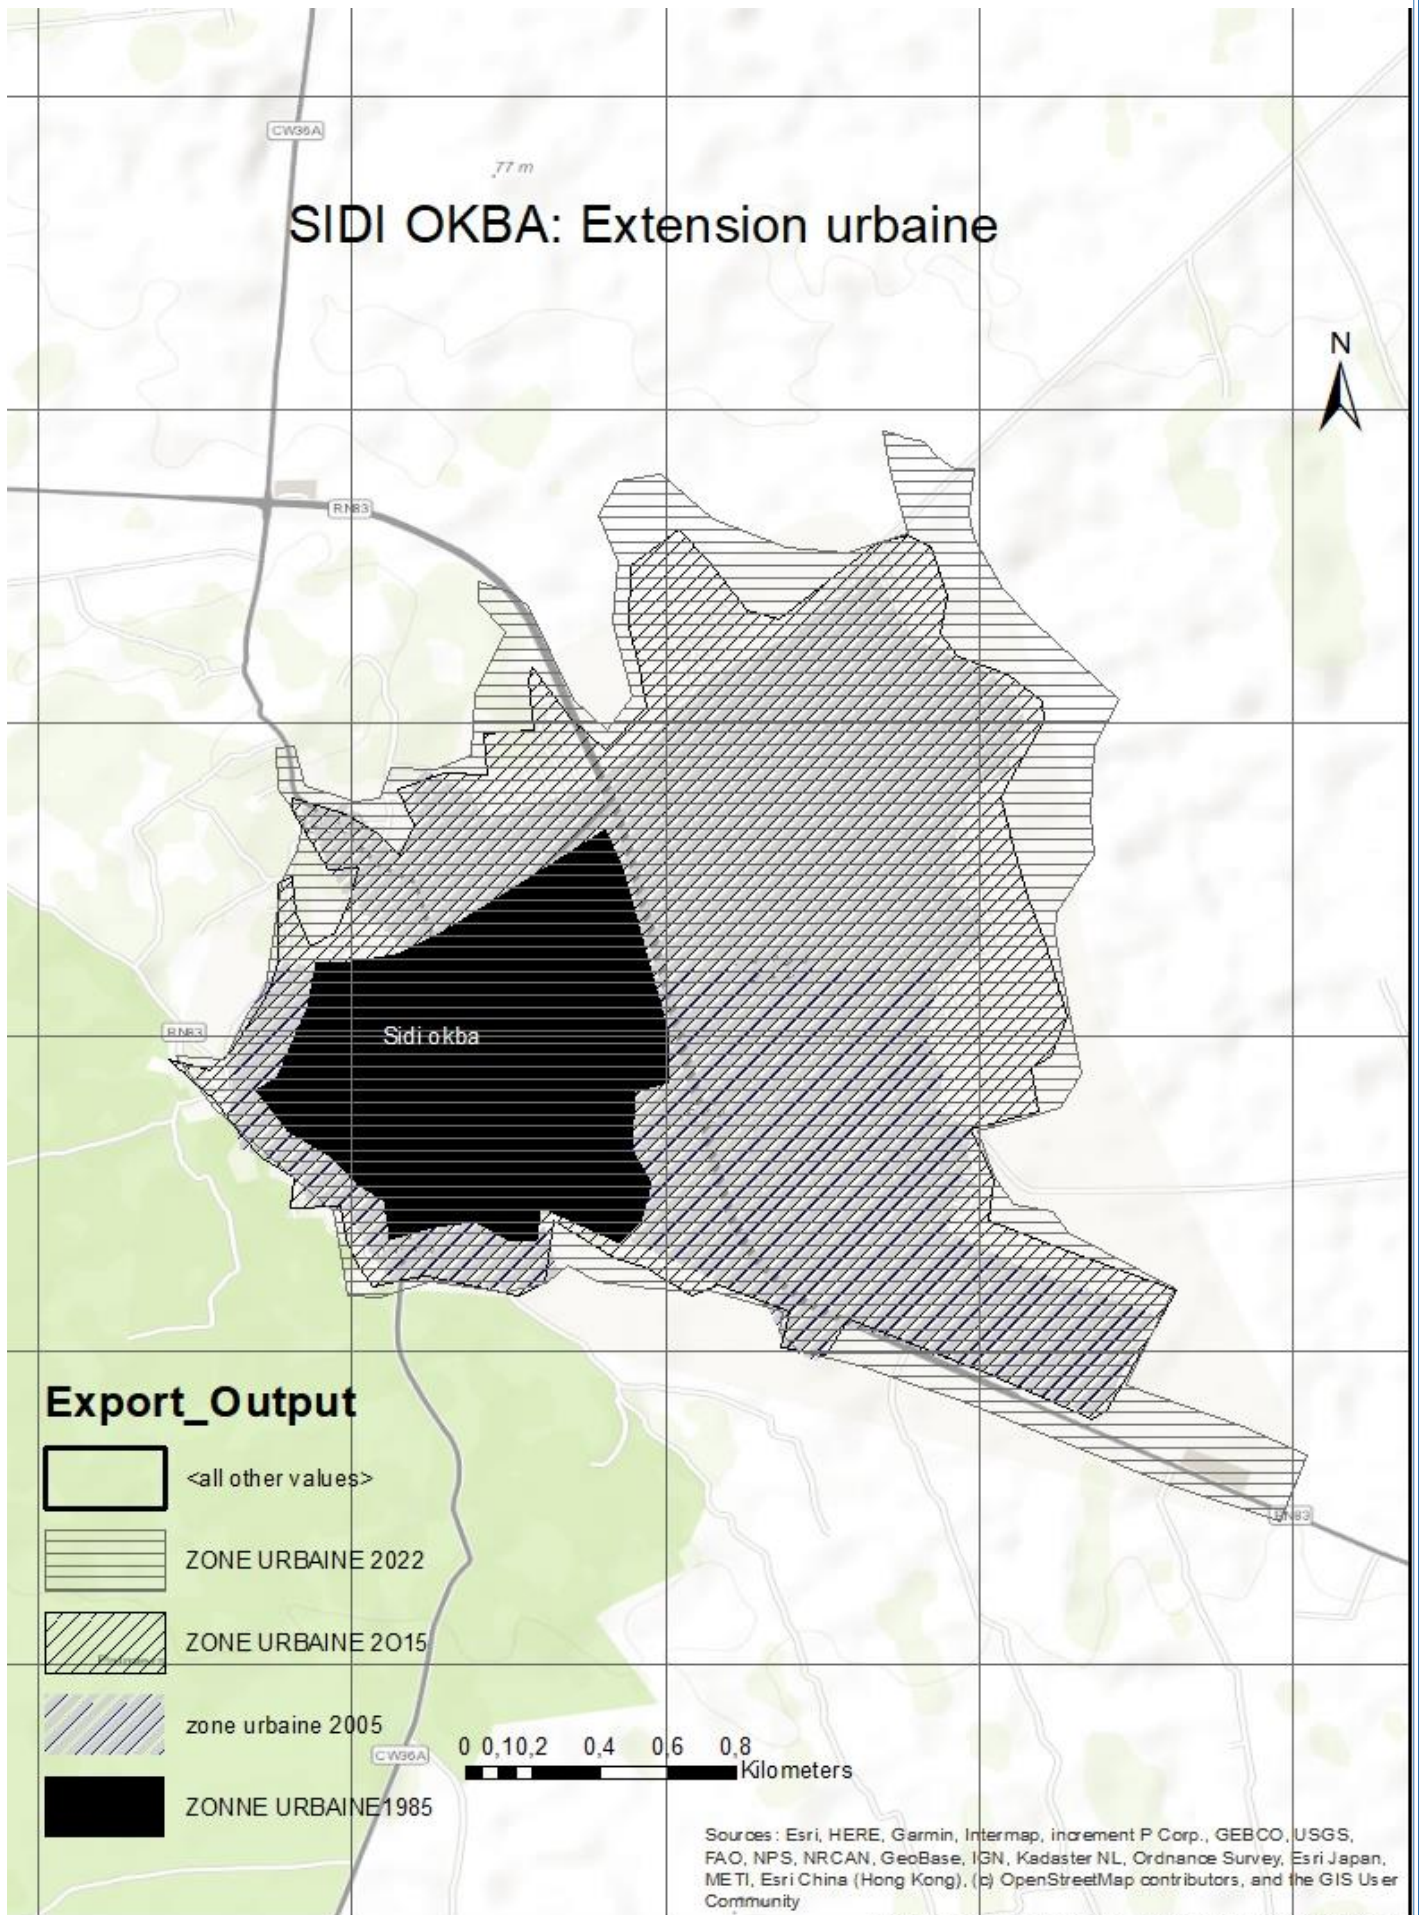 CW36A
77 m
SIDI OKBA: Extension urbaine
N
RN83
Sidi okba
RN83
Export_Output
<all other values>
RN83
ZONE URBAINE 2022
ZONE URBAINE 2O15
zone urbaine 2005
CW36A
0 0,10,2 0,4 0,6 0,8
Kilometers
ZONNE URBAINE1985
Sources: Esri, HERE, Garmin, Intermap, increment P Corp., GEBCO, USGS,
FAO, NPS, NRCAN, GeoBase, IGN, Kadaster NL, Ordnance Survey, Esri Japan,
METI, Esri China (Hong Kong), (c) OpenStreetMap contributors, and the GIS User
Community